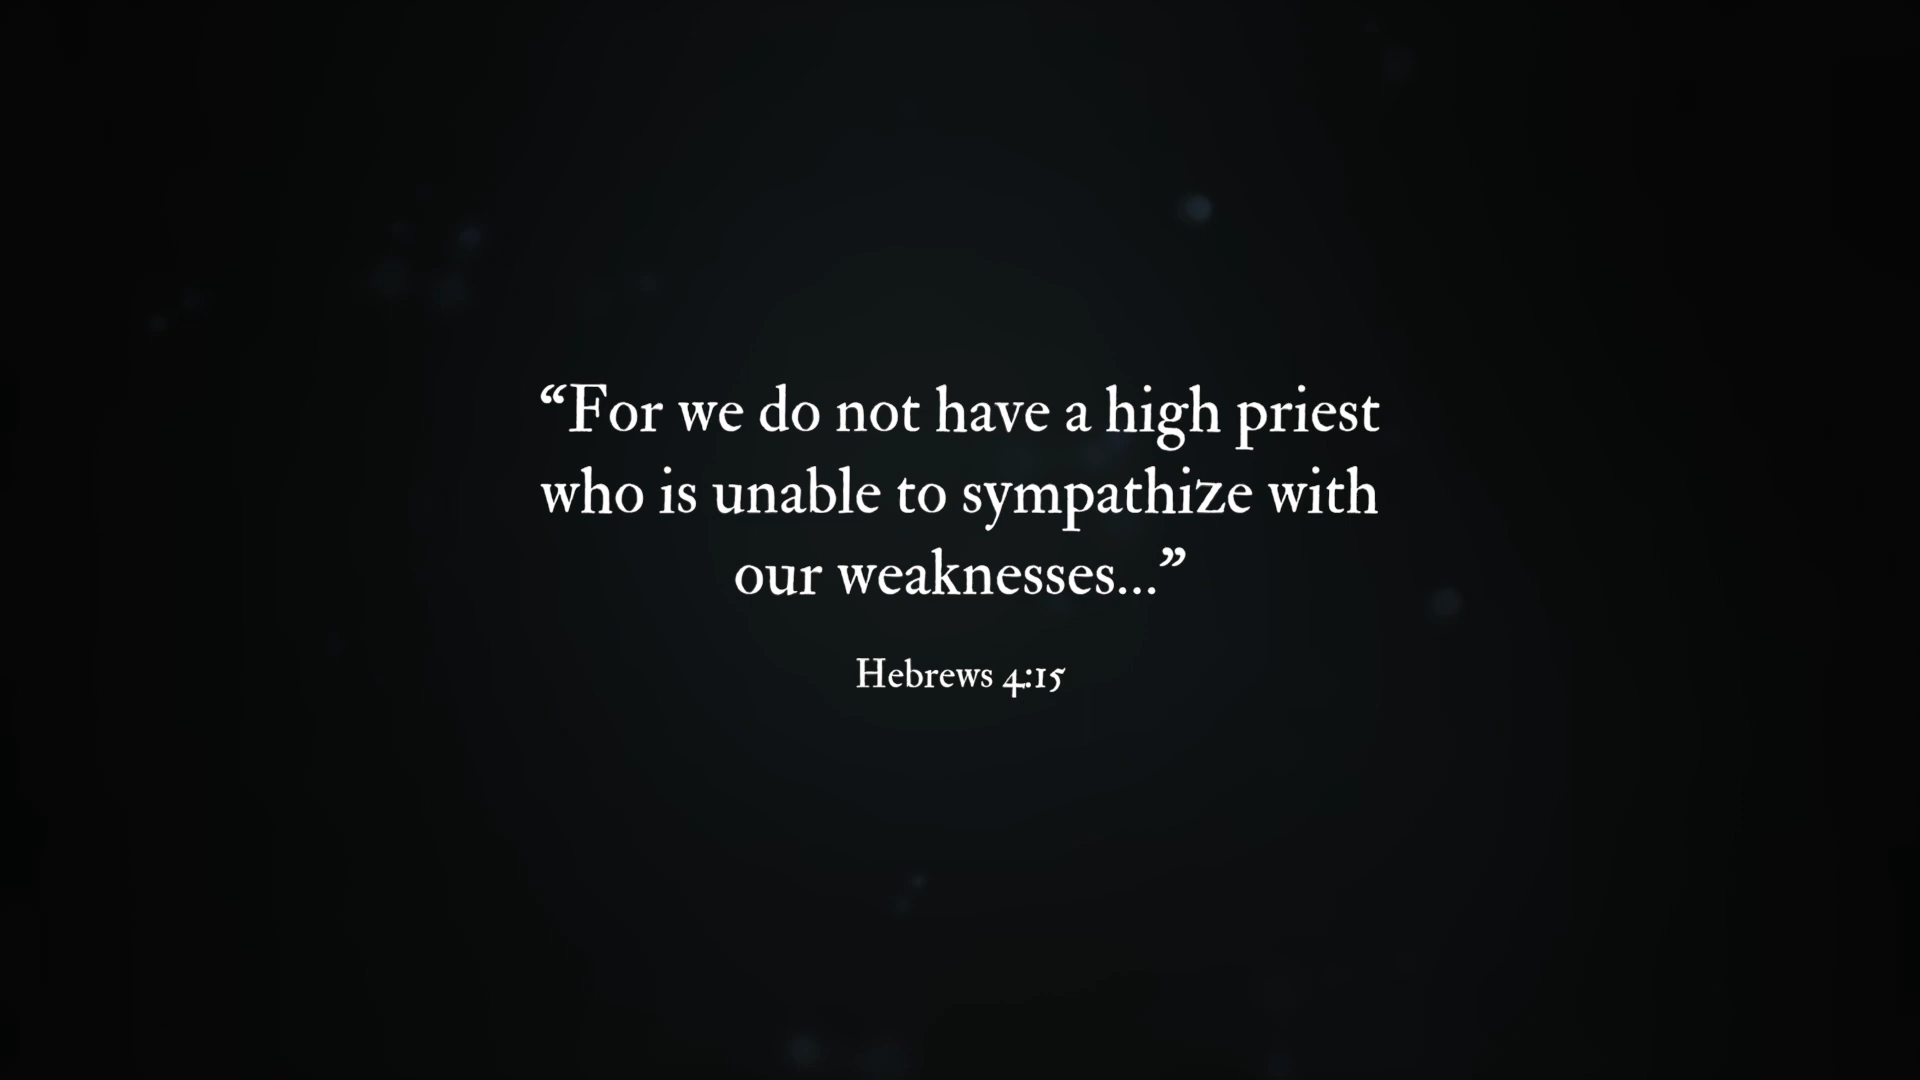 “For we do not have a high priest
who is unable to sympathize with
our weaknesses...”
Hebrews 4:15